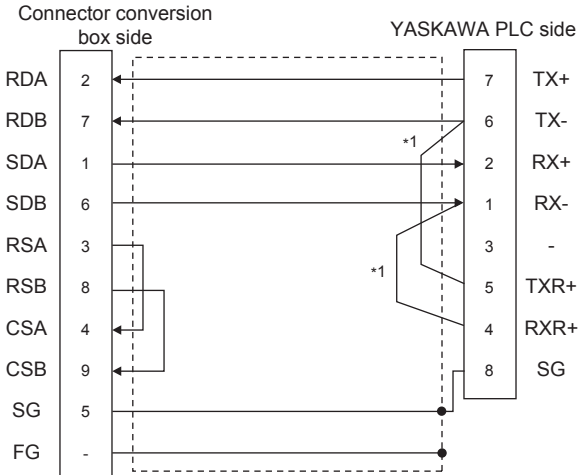 Connector conversion
box side
YASKAWA PLC side
RDA 2 7 TX+
RDB 7 6 TX-
*1
SDA 1 2 RX+
SDB 6 1 RX-
RSA 3 3 -
*1
RSB 8 5 TXR+
CSA 4 4 RXR+
CSB 9 8 SG
SG 5
FG -